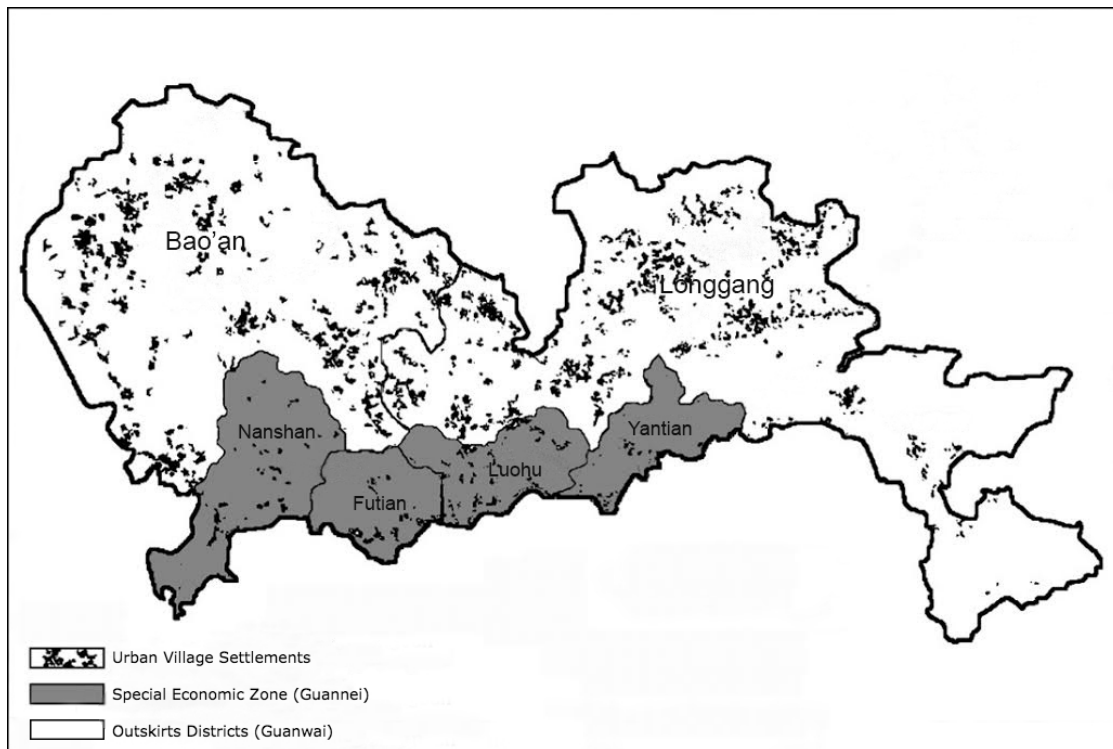 Bao'an
Longgang
Nanshan
Yantian
Luohu
Futian
Urban Village Settlements
Special Economic Zone (Guannei)
Outskirts Districts (Guanwai)